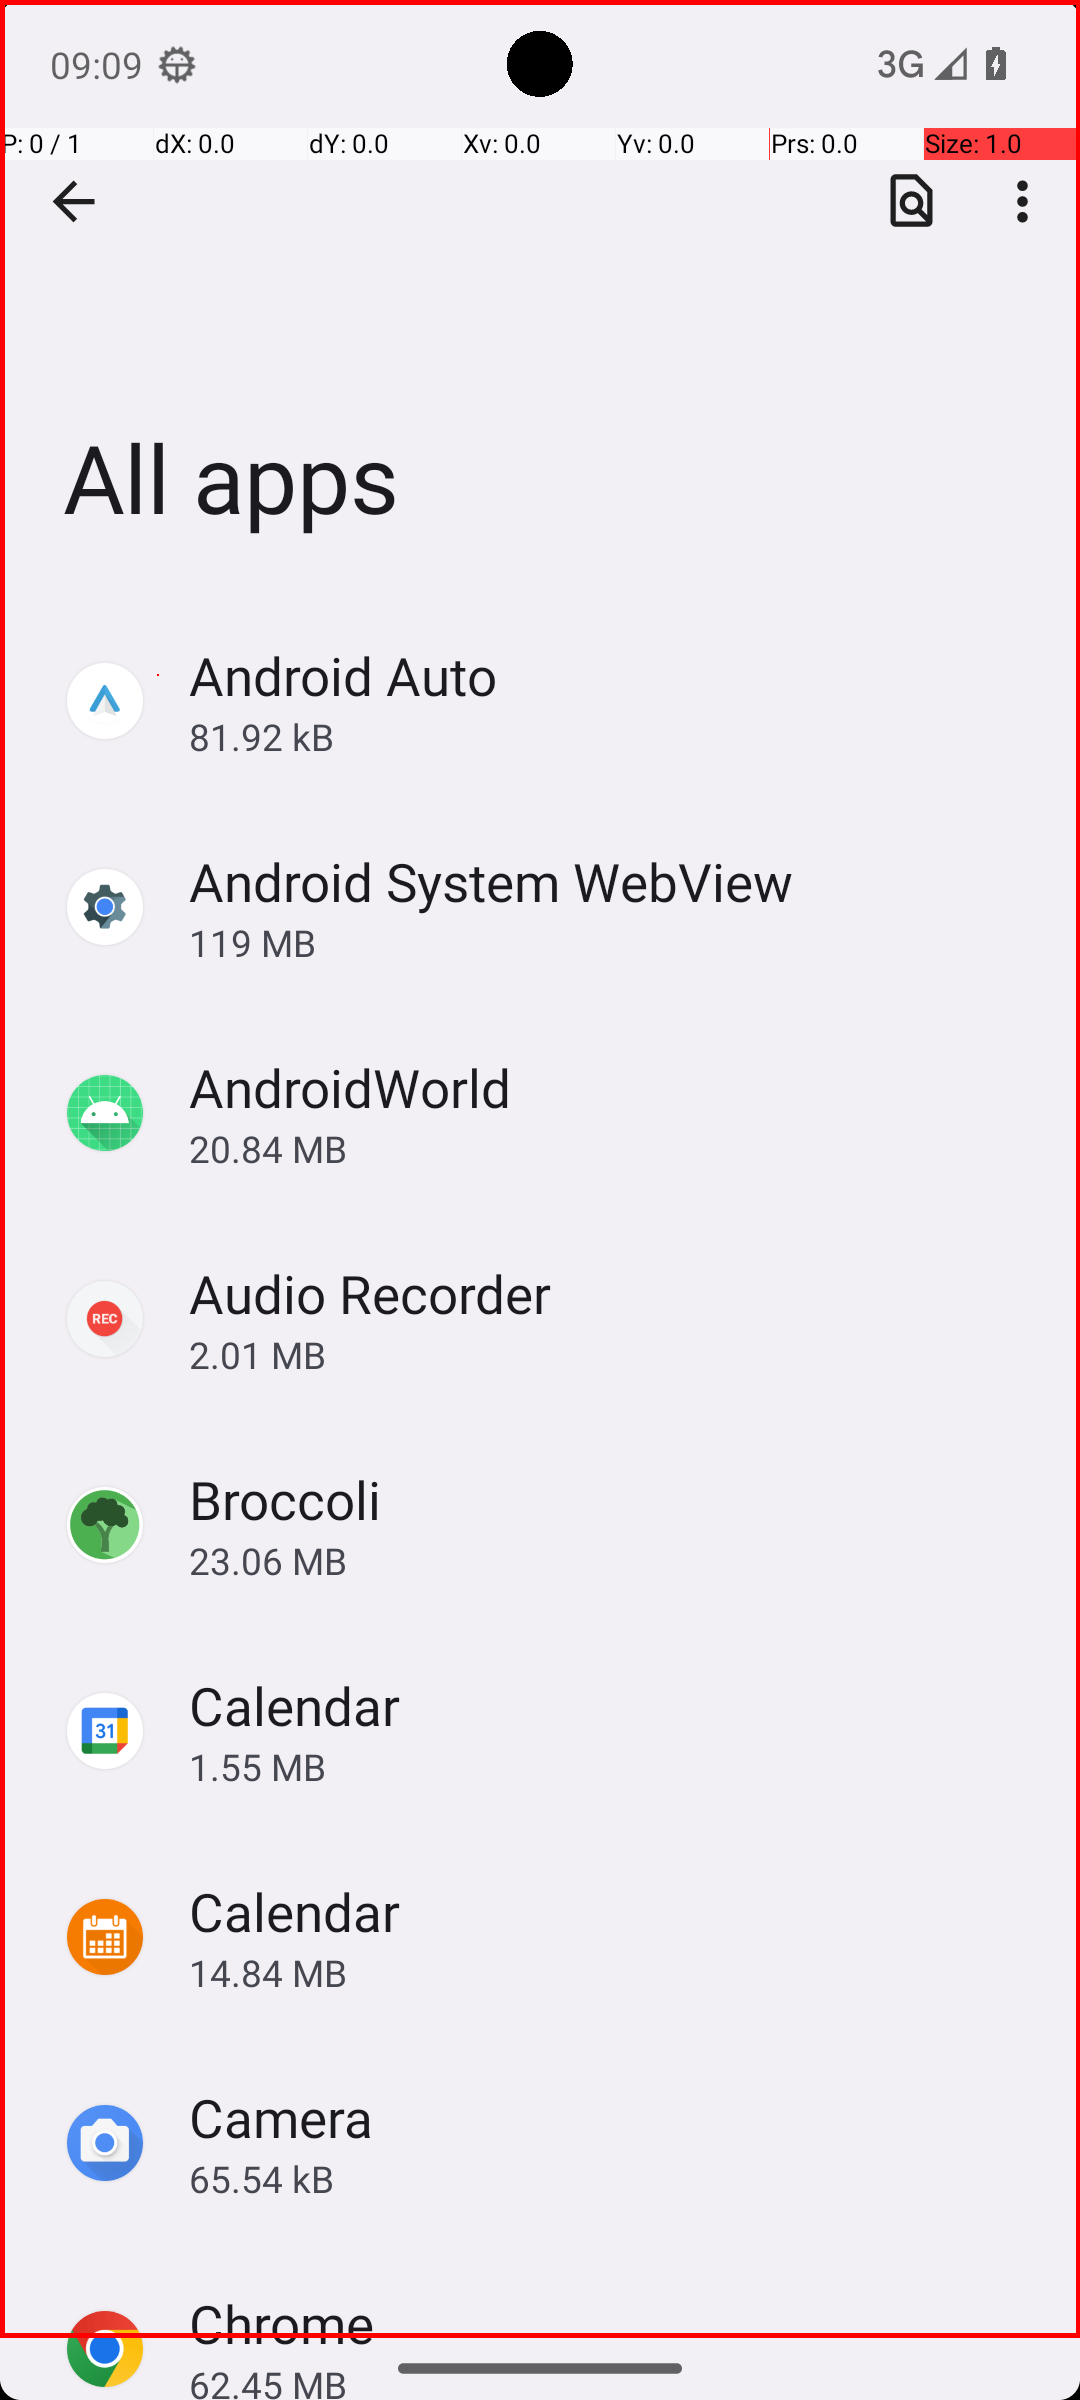 09:09 3G
P: 0 / 1 dX: 0.0 dY: 0.0 Xv: 0.0 Yv: 0.0 Prs: 0.0 Size: 1.0
All apps
Android Auto
81.92 kB
Android System WebView
119 MB
AndroidWorld
20.84 MB
REC
Audio Recorder
2.01 MB
Broccoli
23.06 MB
31
Calendar
1.55 MB
Calendar
14.84 MB
Camera
65.54 kB
Chrome
62.45 MB